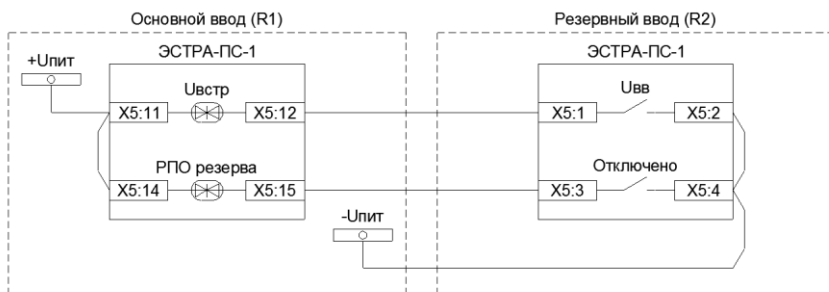 Основной ввод (R1)
Резервный ввод (R2)
ЭСТРА-ПС-1
ЭСТРА-ПС-1
+Uпит
Uвстр
Uвв
X5:11
X5:12
X5:1
X5:2
РПО резерва
Отключено
X5:14
X5:15
X5:3
X5:4
-Uпит